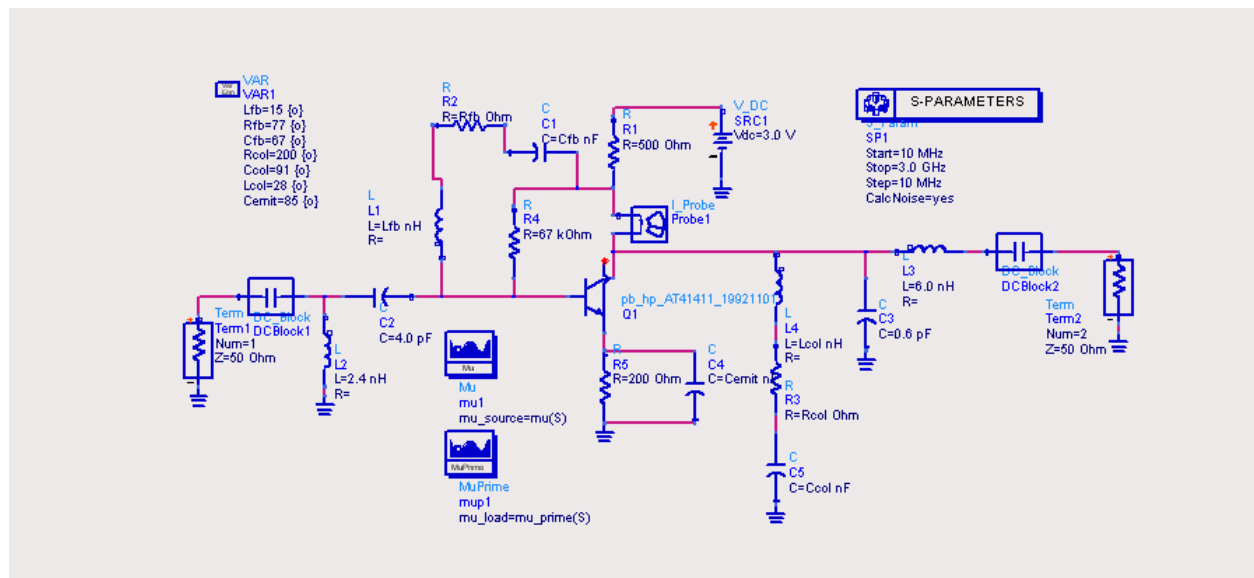 VAR
VAR1
Lfb=15 {o}
Rfb=77 {o}
Cfb=67 {o}
Rcol=200 {o}
Ccol=91 {o}
Lcol=28 {o}
Cemit=85 {o}
R
R2
R=Rfb Ohm
C
C1
C=Cfb nF
R
R1
R=500 Ohm
V_DC
SRC1
Vdc=3.0 V
S-PARAMETERS
S_Param
SP1
Start=10 MHz
Stop=3.0 GHz
Step=10 MHz
CalcNoise=yes
L
L1
L=Lfb nH
R=
R
R4
R=67 kOhm
I_Probe
Probe1
Term
Term1
Num=1
Z=50 Ohm
DC_Block
DCBlock1
L
L2
L=2.4 nH
R=
C
C2
C=4.0 pF
pb_hp_AT41411_19921101
Q1
R
R5
R=200 Ohm
C
C4
C=Cemit n
L
L4
L=Lcol nH
R=
R
R3
R=Rcol Ohm
C
C5
C=Ccol nF
C
C3
C=0.6 pF
L
L3
L=6.0 nH
R=
DC_Block
DCBlock2
Term
Term2
Num=2
Z=50 Ohm
Mu
Mu
mu1
mu_source=mu(S)
MuPrime
MuPrime
mup1
mu_load=mu_prime(S)